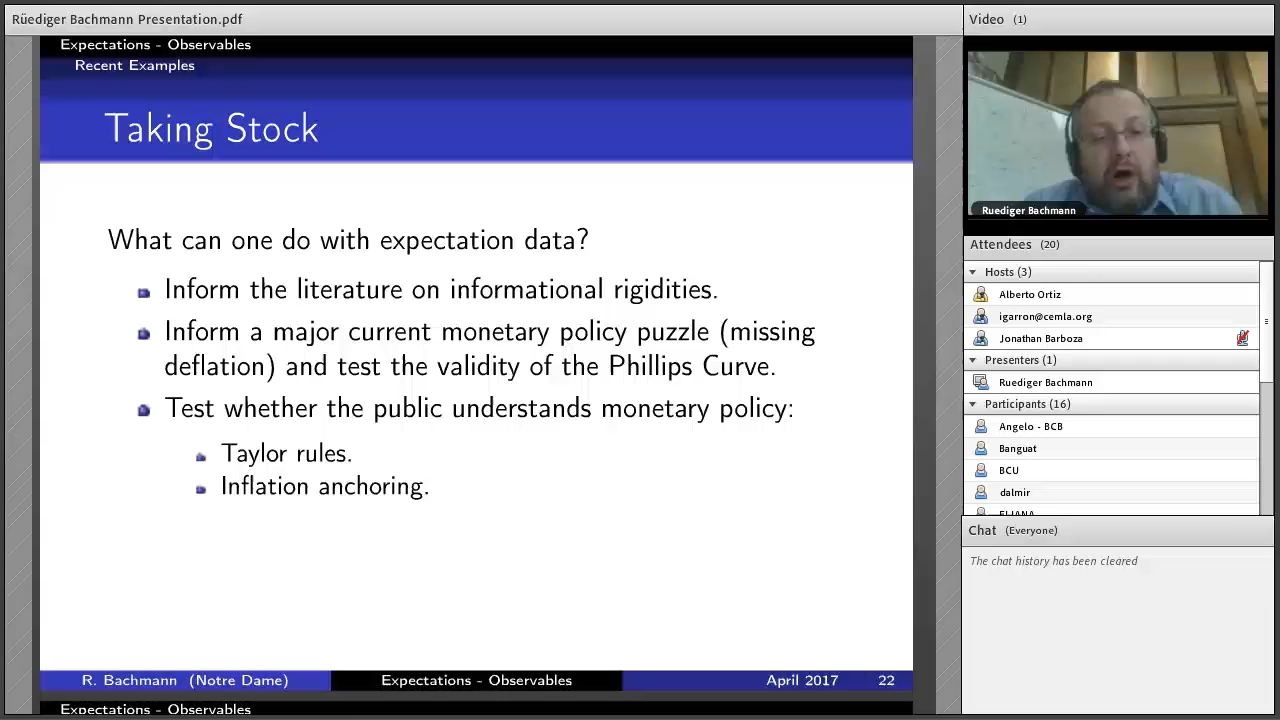 Rüediger Bachmann Presentation.pdf
Expectations - Observables
Recent Examples
Taking Stock
What can one do with expectation data?
Inform the literature on informational rigidities.
Inform a major current monetary policy puzzle (missing
deflation) and test the validity of the Phillips Curve.
Test whether the public understands monetary policy:
Taylor rules.
Inflation anchoring.
R. Bachmann (Notre Dame)
Expectations - Observables
April 2017
22
Expectations - Observables
Video (1)
Ruediger Bachmann
Attendees (20)
Hosts (3)
Alberto Ortiz
igarron@cemla.org
Jonathan Barboza
Presenters (1)
Ruediger Bachmann
Participants (16)
Angelo - BCB
Banguat
BCU
dalmir
Chat (Everyone)
The chat history has been cleared